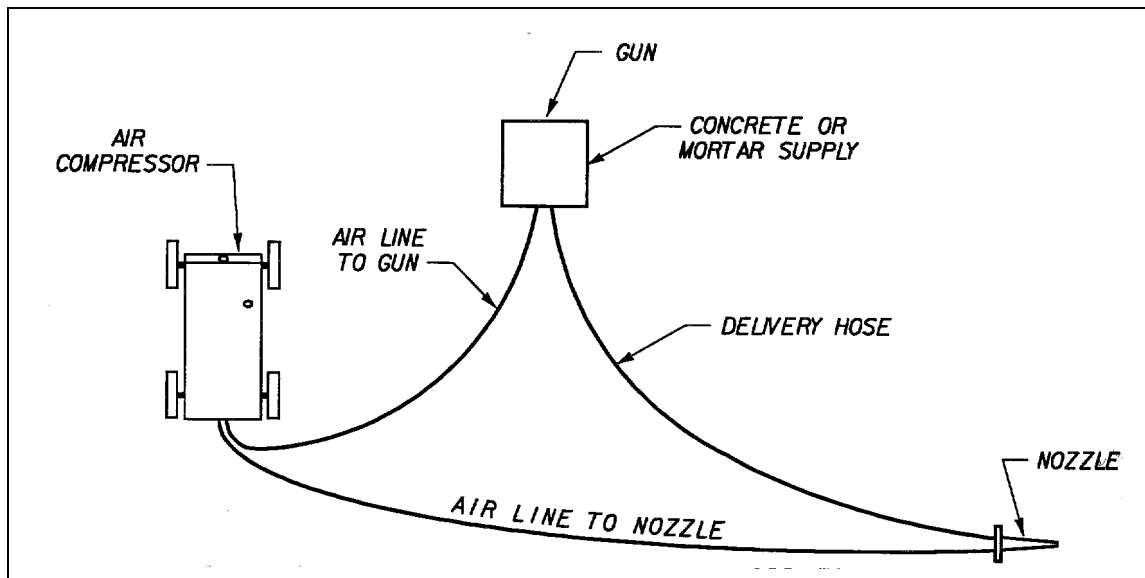 GUN
CONCRETE OR
MORTAR SUPPLY
AIR
COMPRESSOR
AIR LINE
TO GUN
DELIVERY HOSE
NOZZLE
AIR LINE TO NOZZLE